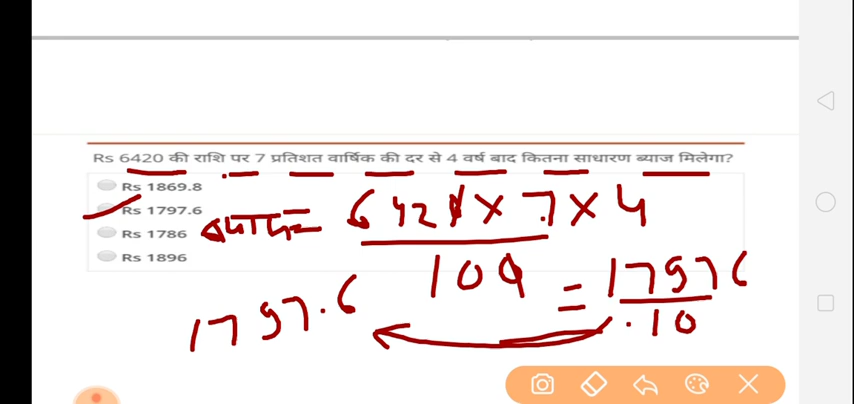 Rs 6420 की राशि पर 7 प्रतिशत वार्षिक की दर से 4 वर्ष बाद कितना साधारण ब्याज मिलेगा?
Rs 1869.8
Rs 1797.6
Rs 1786
Rs 1896
6420 × 7 × 4
100
= 17976
10
1797.6